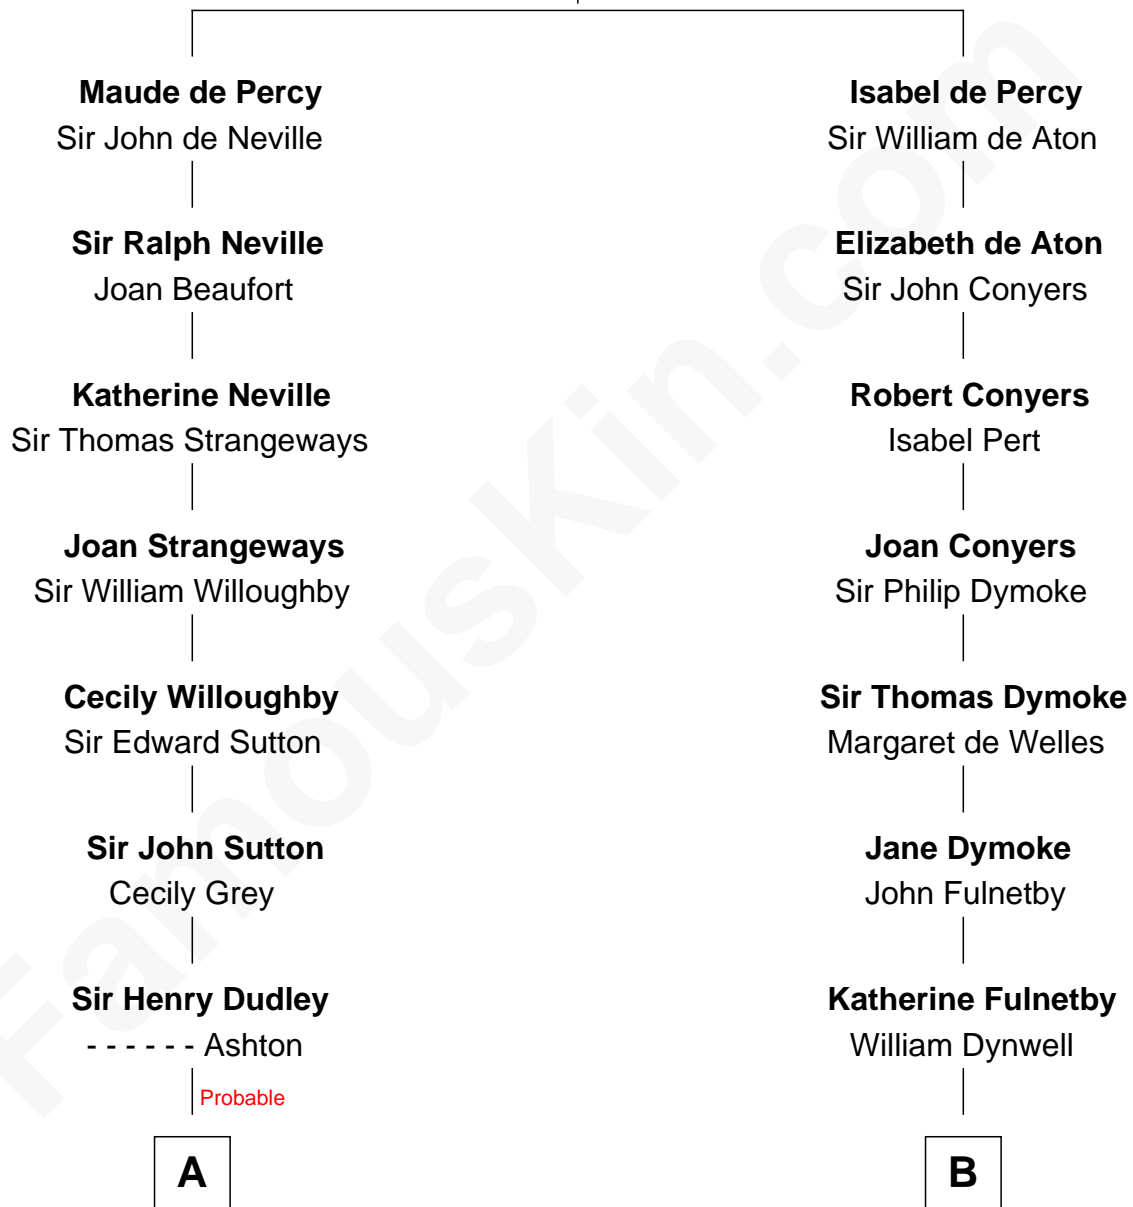 Maude de Percy
Sir John de Neville
Sir Ralph Neville
Joan Beaufort
Katherine Neville
Sir Thomas Strangeways
Joan Strangeways
Sir William Willoughby
Cecily Willoughby
Sir Edward Sutton
Sir John Sutton
Cecily Grey
Sir Henry Dudley
- - - - - - Ashton
Probable
A
Isabel de Percy
Sir William de Aton
Elizabeth de Aton
Sir John Conyers
Robert Conyers
Isabel Pert
Joan Conyers
Sir Philip Dymoke
Sir Thomas Dymoke
Margaret de Welles
Jane Dymoke
John Fulnetby
Katherine Fulnetby
William Dynwell
B
FamousKin.com